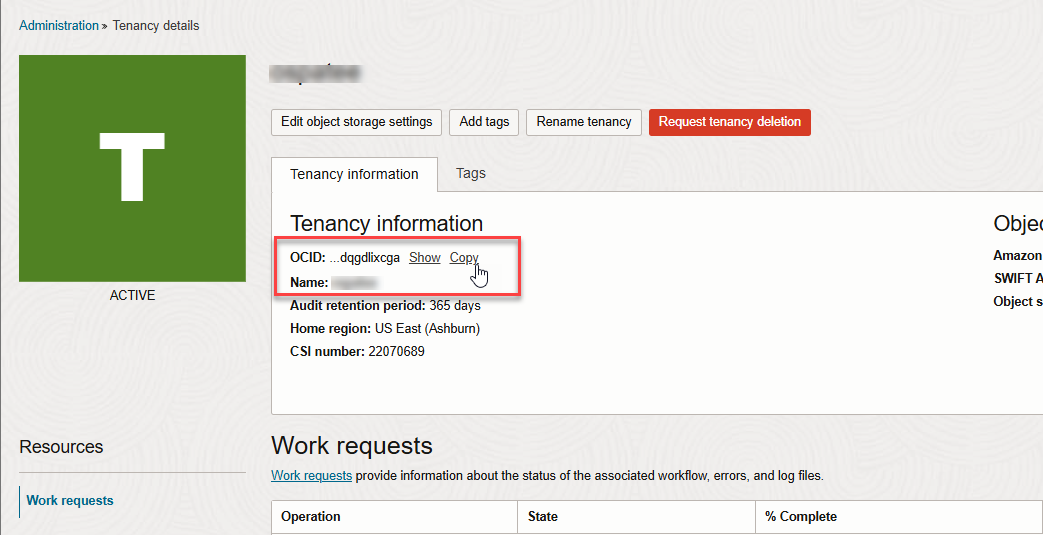 Administration » Tenancy details
T
ACTIVE
Edit object storage settings Add tags Rename tenancy Request tenancy deletion
Tenancy information Tags
Tenancy information
OCID: ...dqgdlixcga Show Copy
Name:
Audit retention period: 365 days
Home region: US East (Ashburn)
CSI number: 22070689
Objec
Amazon
SWIFT A
Object s
Resources
Work requests
Work requests
Work requests provide information about the status of the associated workflow, errors, and log files.
Operation State % Complete